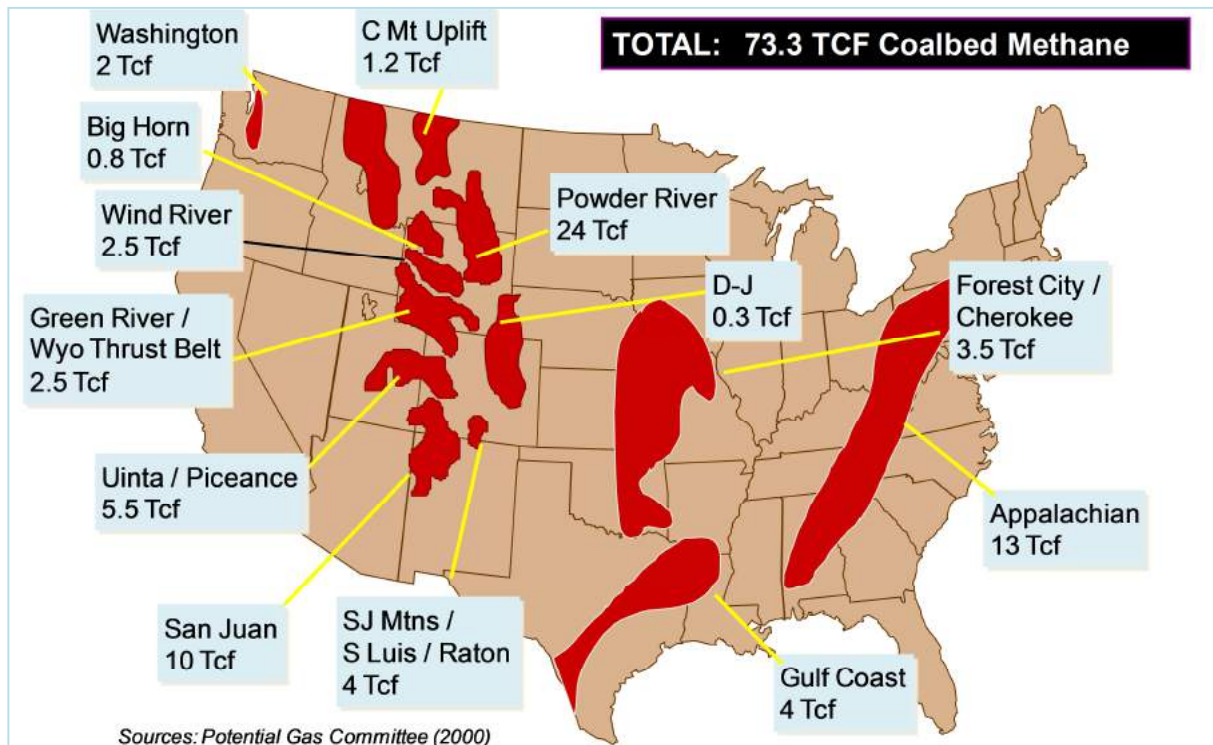 Washington
2 Tcf
C Mt Uplift
1.2 Tcf
TOTAL: 73.3 TCF Coalbed Methane
Big Horn
0.8 Tcf
Wind River
2.5 Tcf
Powder River
24 Tcf
D-J
0.3 Tcf
Forest City /
Cherokee
3.5 Tcf
Green River /
Wyo Thrust Belt
2.5 Tcf
Uinta / Piceance
5.5 Tcf
Appalachian
13 Tcf
San Juan
10 Tcf
SJ Mtns /
S Luis / Raton
4 Tcf
Gulf Coast
4 Tcf
Sources: Potential Gas Committee (2000)